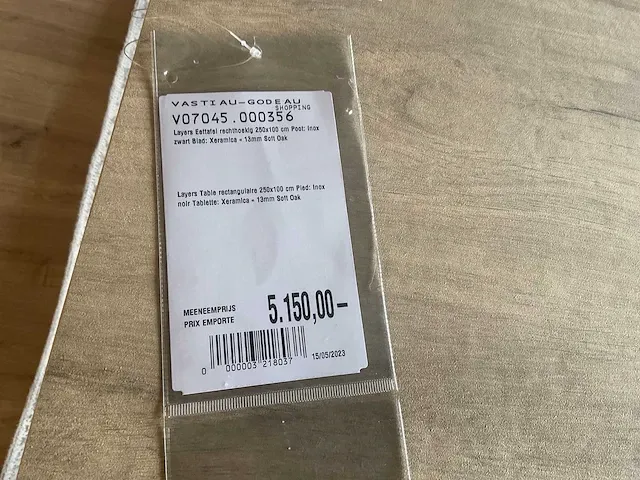 VASTIAU-GODEAU
SHOPPING
V07045.000356
Layers Eettafel rechthoekig 250x100 cm Poot: Inox
zwart Blad: Xeramica + 13mm Soft Oak
Layers Table rectangulaire 250x100 cm Pied: Inox
noir Tablette: Xeramica + 13mm Soft Oak
MEENEEMPRIJS
PRIX EMPORTE
5.150,00-
15/05/2023
0 000003 218037